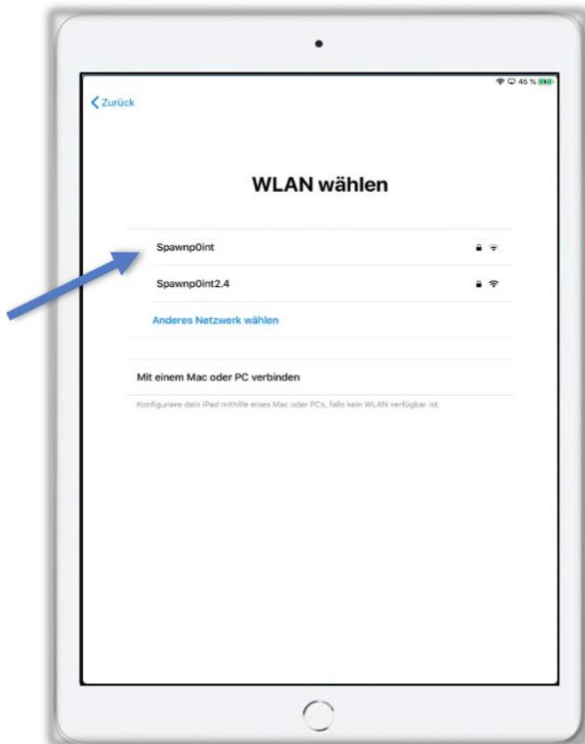 45 %
Zurück
WLAN wählen
Spawnp0int
Spawnp0int2.4
Anderes Netzwerk wählen
Mit einem Mac oder PC verbinden
Konfiguriere dein iPad mithilfe eines Mac oder PCs, falls kein WLAN verfügbar ist.